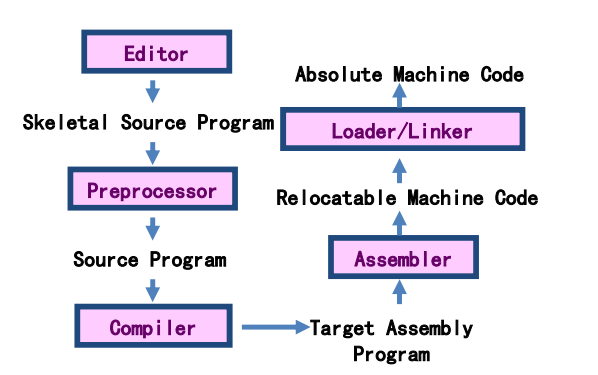 Editor
Skeletal Source Program
Preprocessor
Source Program
Compiler
Target Assembly
Program
Assembler
Relocatable Machine Code
Loader/Linker
Absolute Machine Code